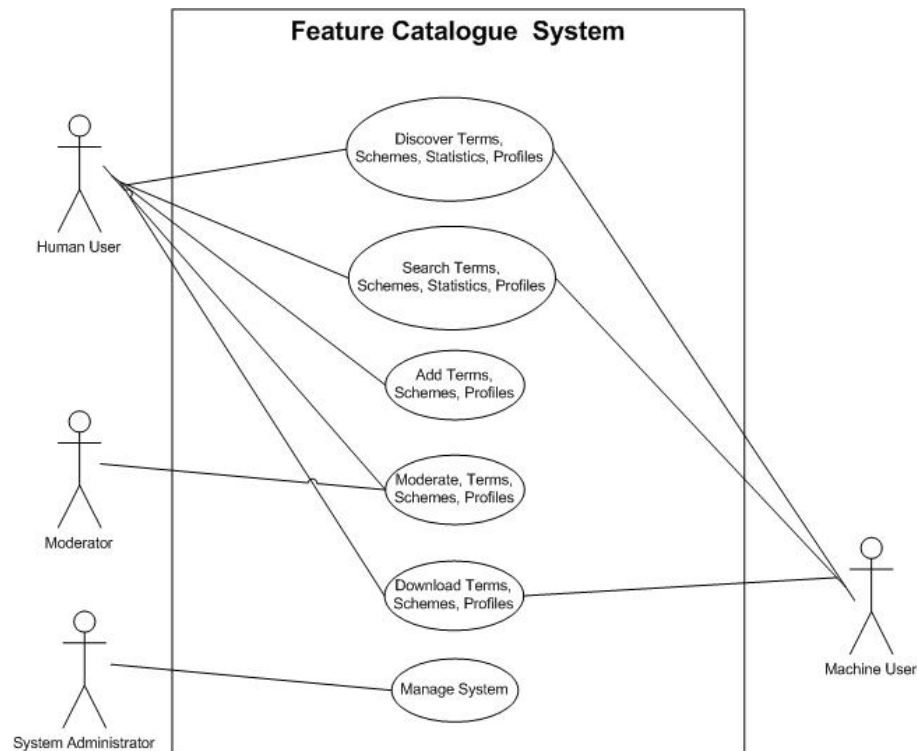 Feature Catalogue System
Discover Terms,
Schemes, Statistics, Profiles
Human User
Search Terms,
Schemes, Statistics, Profiles
Add Terms,
Schemes, Profiles
Moderate, Terms,
Schemes, Profiles
Moderator
Download Terms,
Schemes, Profiles
Machine User
Manage System
System Administrator